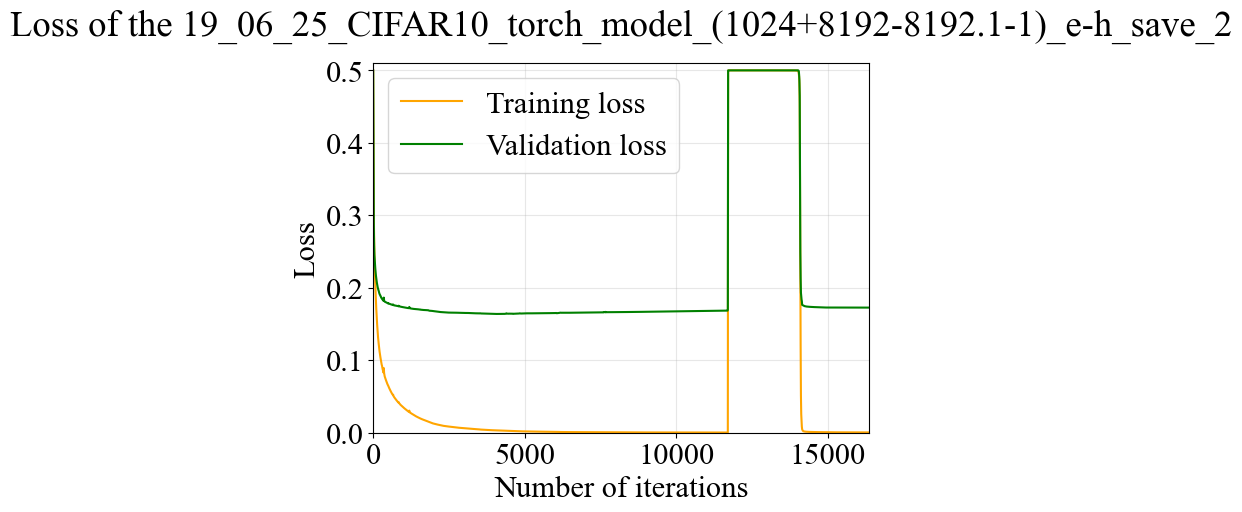 Loss of the 19_06_25_CIFAR10_torch_model_(1024+8192-8192.1-1)_e-h_save_2
0.5
0.4
0.3
0.2
0.1
0.0
Loss
Training loss
Validation loss
0
5000
10000
15000
Number of iterations